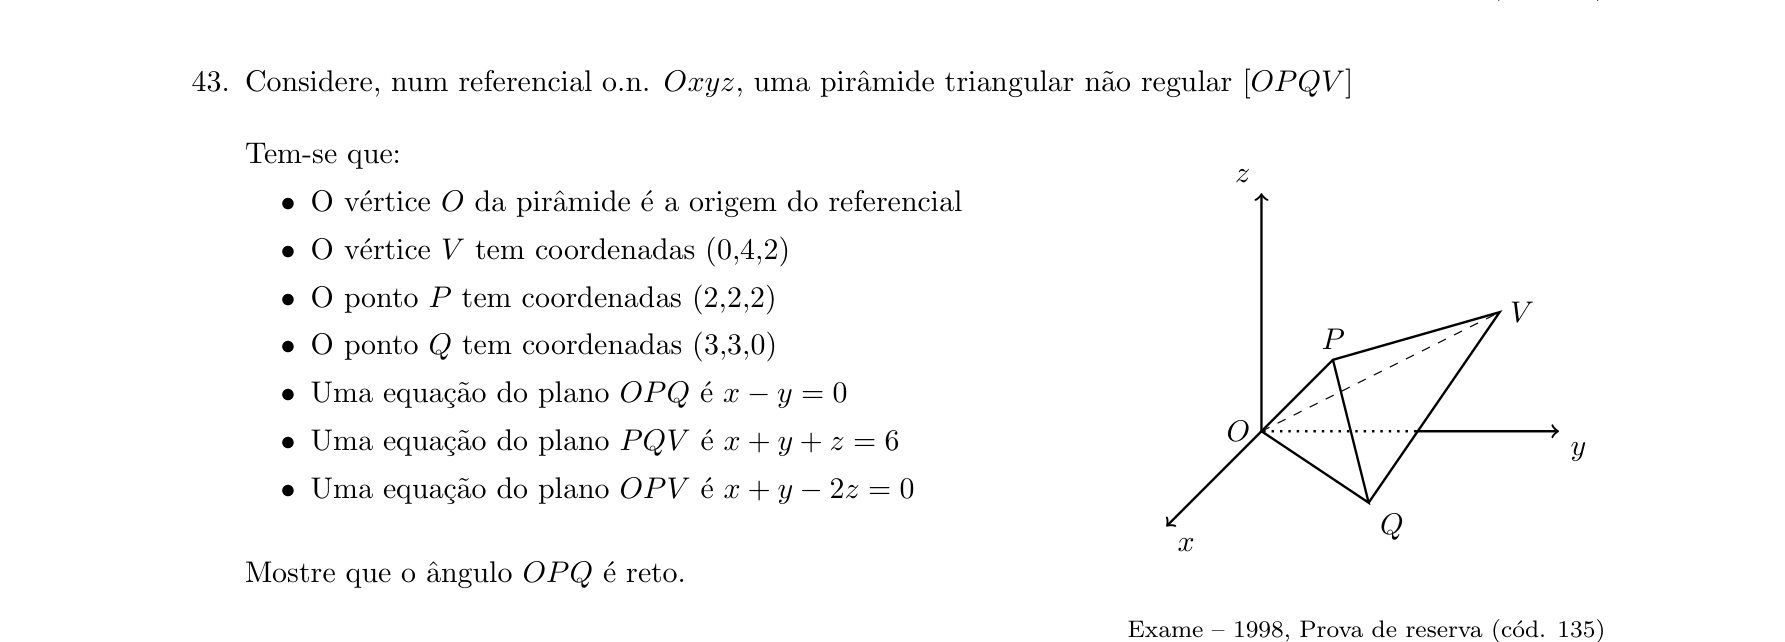 43. Considere, num referencial o.n. Oxyz, uma pirâmide triangular não regular [OPQV]
Tem-se que:
• O vértice O da pirâmide é a origem do referencial
• O vértice V tem coordenadas (0,4,2)
• O ponto P tem coordenadas (2,2,2)
• O ponto Q tem coordenadas (3,3,0)
• Uma equação do plano OPQ é x − y = 0
• Uma equação do plano PQV é x + y + z = 6
• Uma equação do plano OPV é x + y − 2z = 0
Mostre que o ângulo OPQ é reto.
z
V
P
O
y
Q
x
Exame – 1998, Prova de reserva (cód. 135)